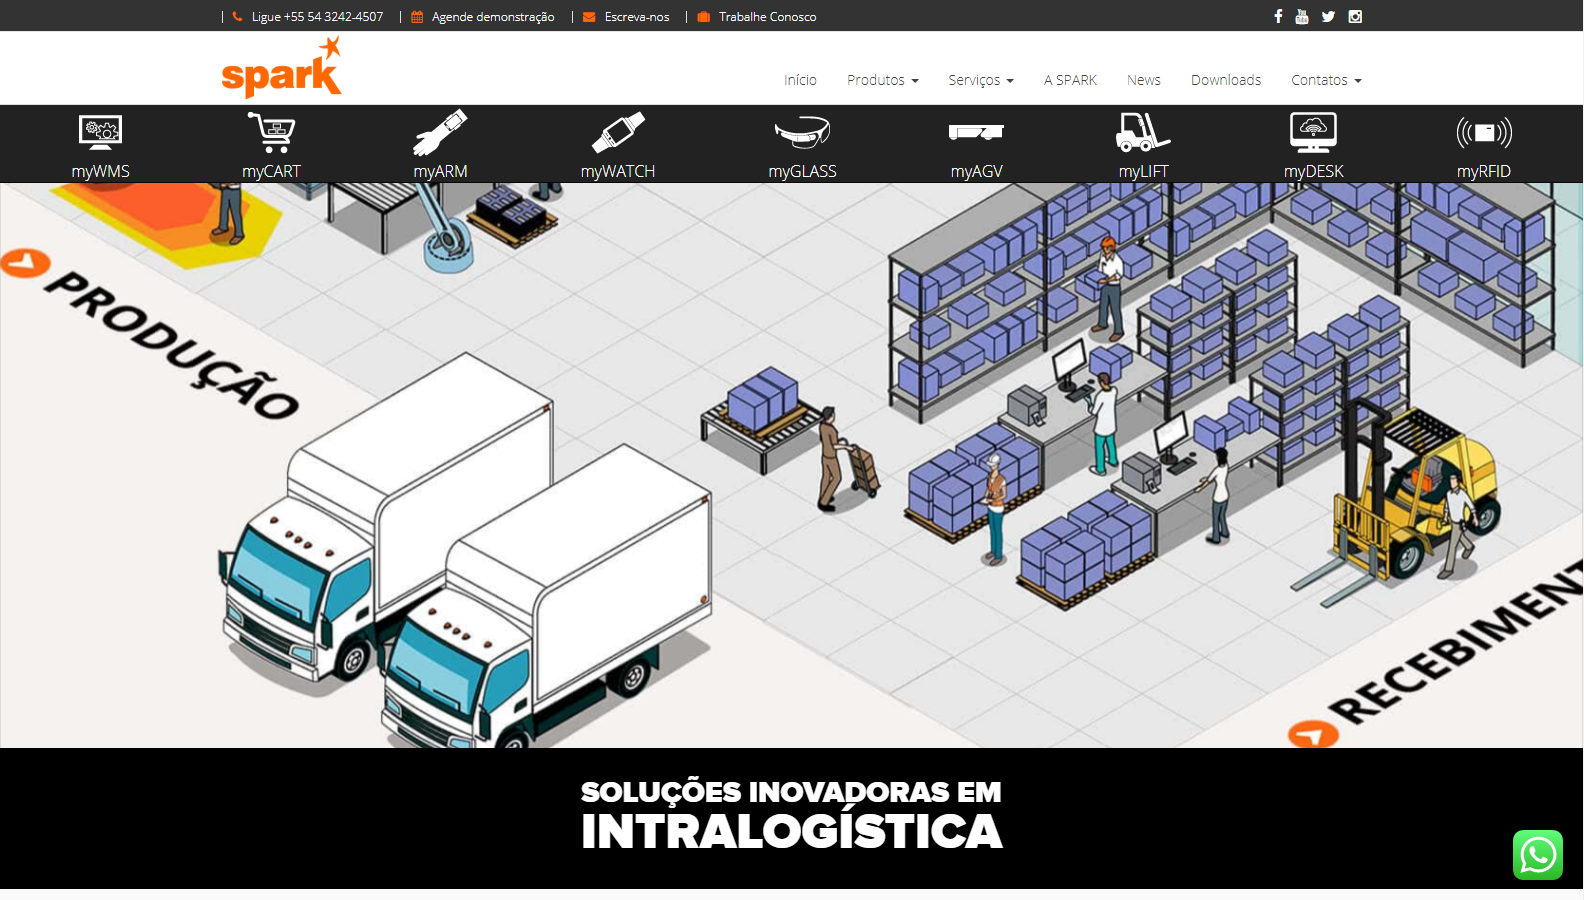 | Ligue +55 54 3242-4507 | Agende demonstração | Escreva-nos | Trabalhe Conosco
spark
Início Produtos Serviços A SPARK News Downloads Contatos
myWMS myCART myARM myWATCH myGLASS myAGV myLIFT myDESK myRFID
PRODUÇÃO
RECEBIMENT
SOLUÇÕES INOVADORAS EM
INTRALOGÍSTICA